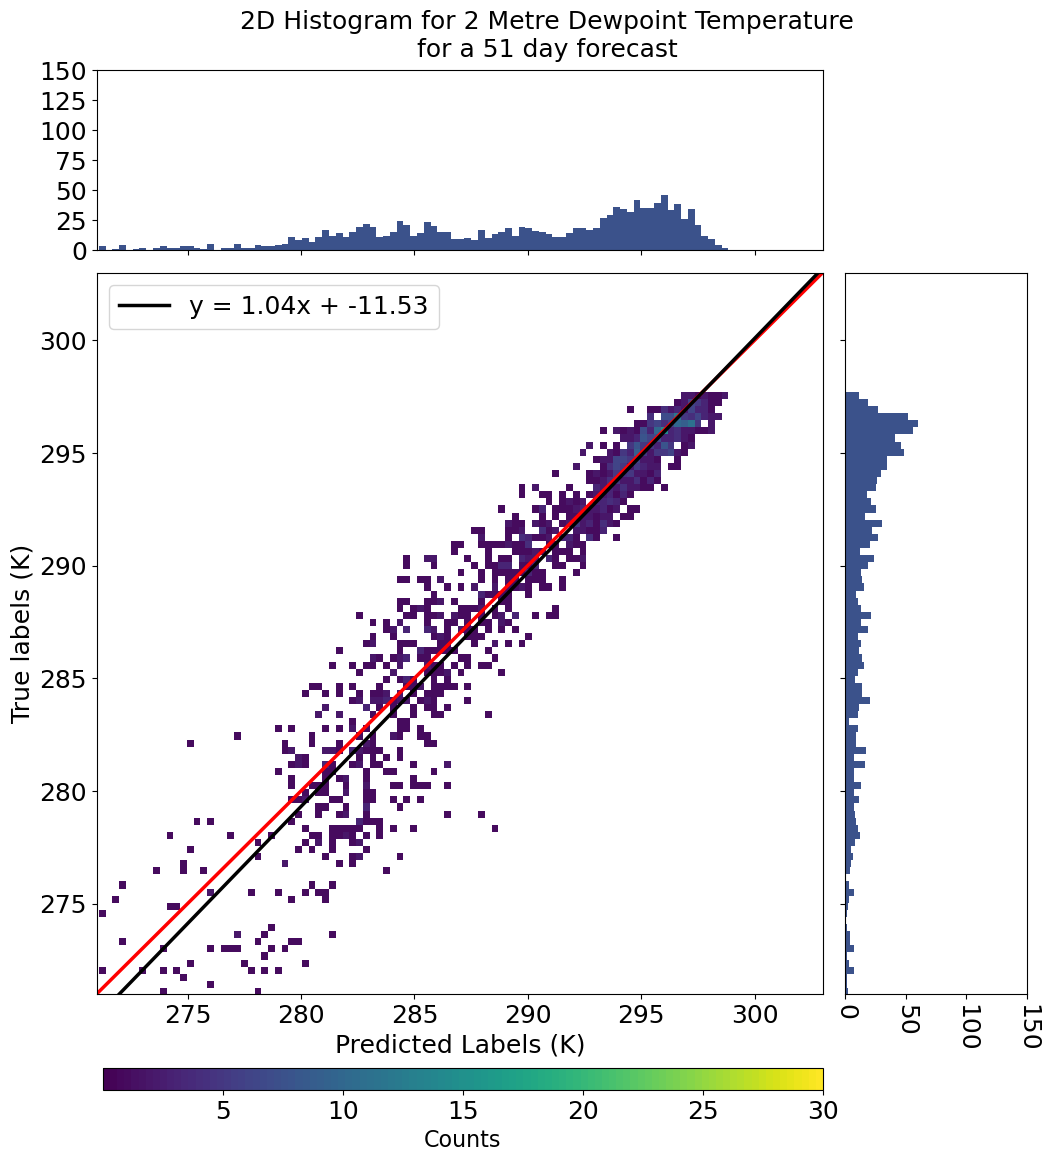 2D Histogram for 2 Metre Dewpoint Temperature
for a 51 day forecast
150
125
100
75
50
25
0
y = 1.04x + -11.53
300
295
290
285
280
275
True labels (K)
275 280 285 290 295 300
Predicted Labels (K)
0 50 100 150
5 10 15 20 25 30
Counts